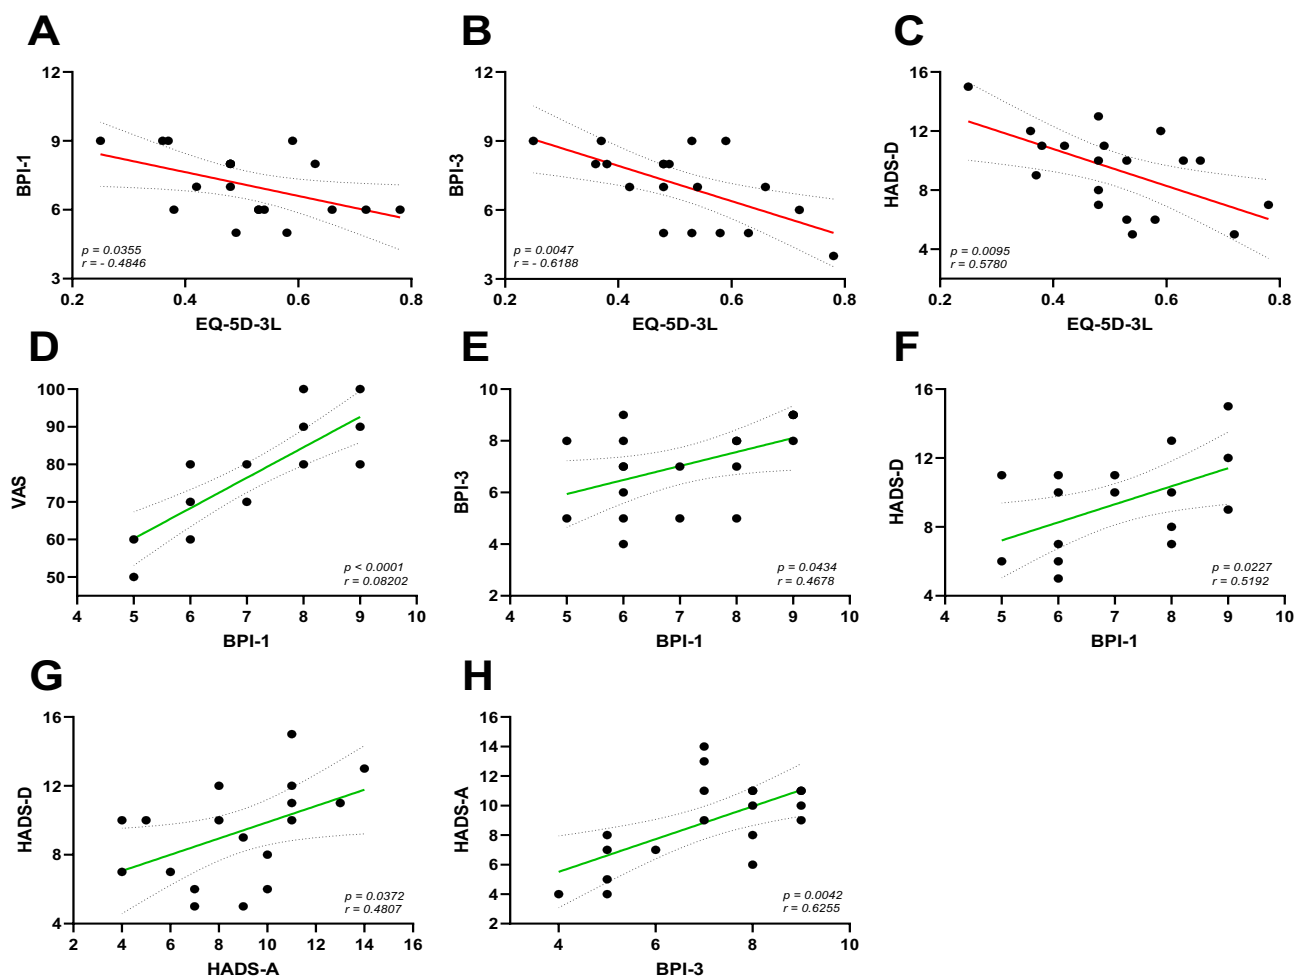 A
BPI-1
12
9
6
3
p = 0.0355
r = - 0.4846
0.2 0.4 0.6 0.8
EQ-5D-3L
B
BPI-3
12
9
6
3
p = 0.0047
r = - 0.6188
0.2 0.4 0.6 0.8
EQ-5D-3L
C
HADS-D
16
12
8
4
p = 0.0095
r = 0.5780
0.2 0.4 0.6 0.8
EQ-5D-3L
D
VAS
100
90
80
70
60
50
p < 0.0001
r = 0.08202
4 5 6 7 8 9 10
BPI-1
E
BPI-3
10
8
6
4
2
p = 0.0434
r = 0.4678
4 5 6 7 8 9 10
BPI-1
F
HADS-D
16
12
8
4
p = 0.0227
r = 0.5192
4 5 6 7 8 9 10
BPI-1
G
HADS-D
16
12
8
4
p = 0.0372
r = 0.4807
2 4 6 8 10 12 14 16
HADS-A
H
HADS-A
16
14
12
10
8
6
4
2
p = 0.0042
r = 0.6255
4 6 8 10
BPI-3